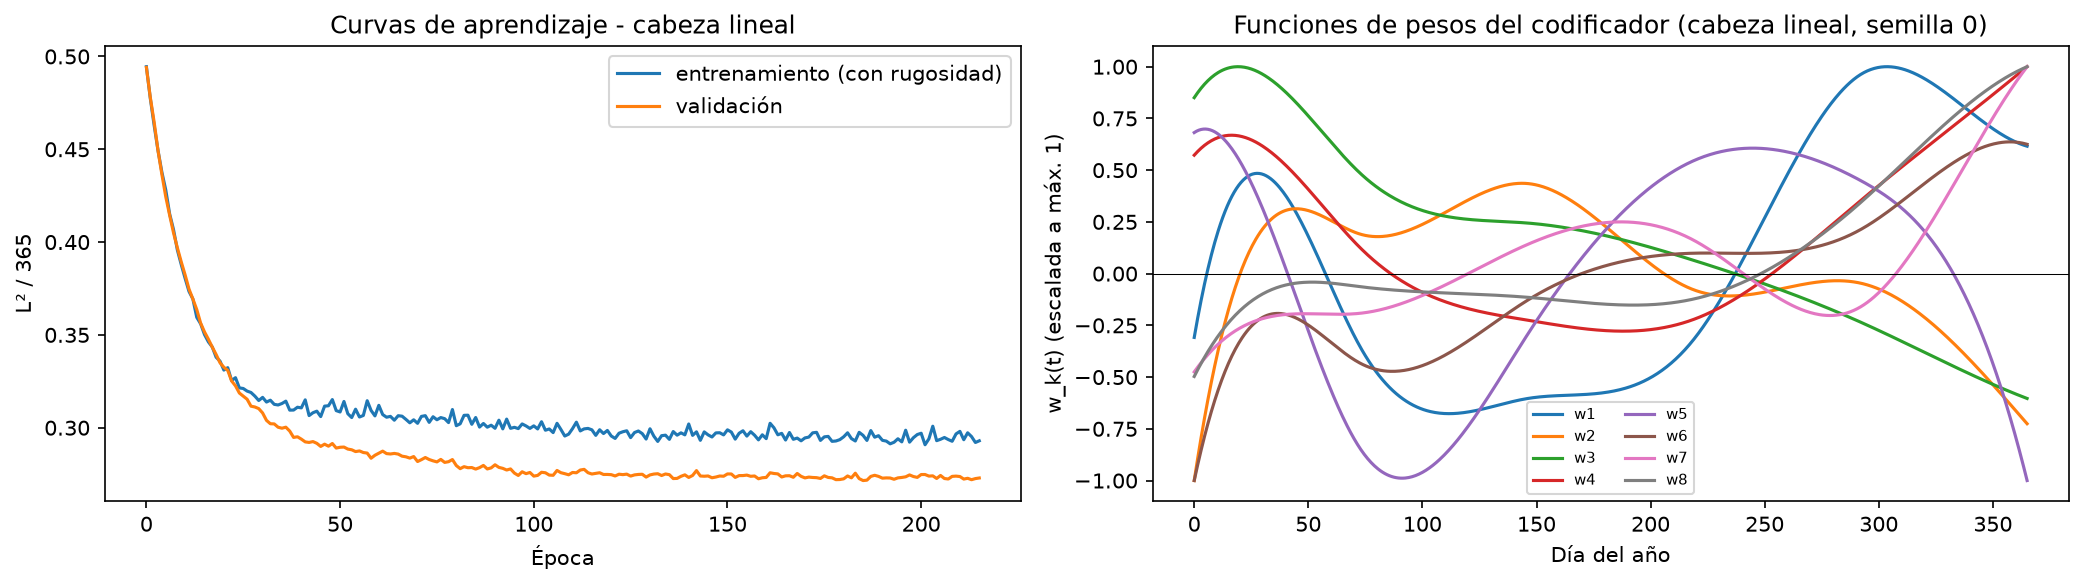 Curvas de aprendizaje - cabeza lineal
L² / 365
0.50
0.45
0.40
0.35
0.30
entrenamiento (con rugosidad)
validación
0
50
100
150
200
Época
Funciones de pesos del codificador (cabeza lineal, semilla 0)
w_k(t) (escalada a máx. 1)
1.00
0.75
0.50
0.25
0.00
−0.25
−0.50
−0.75
−1.00
w1
w2
w3
w4
w5
w6
w7
w8
0
50
100
150
200
250
300
350
Día del año